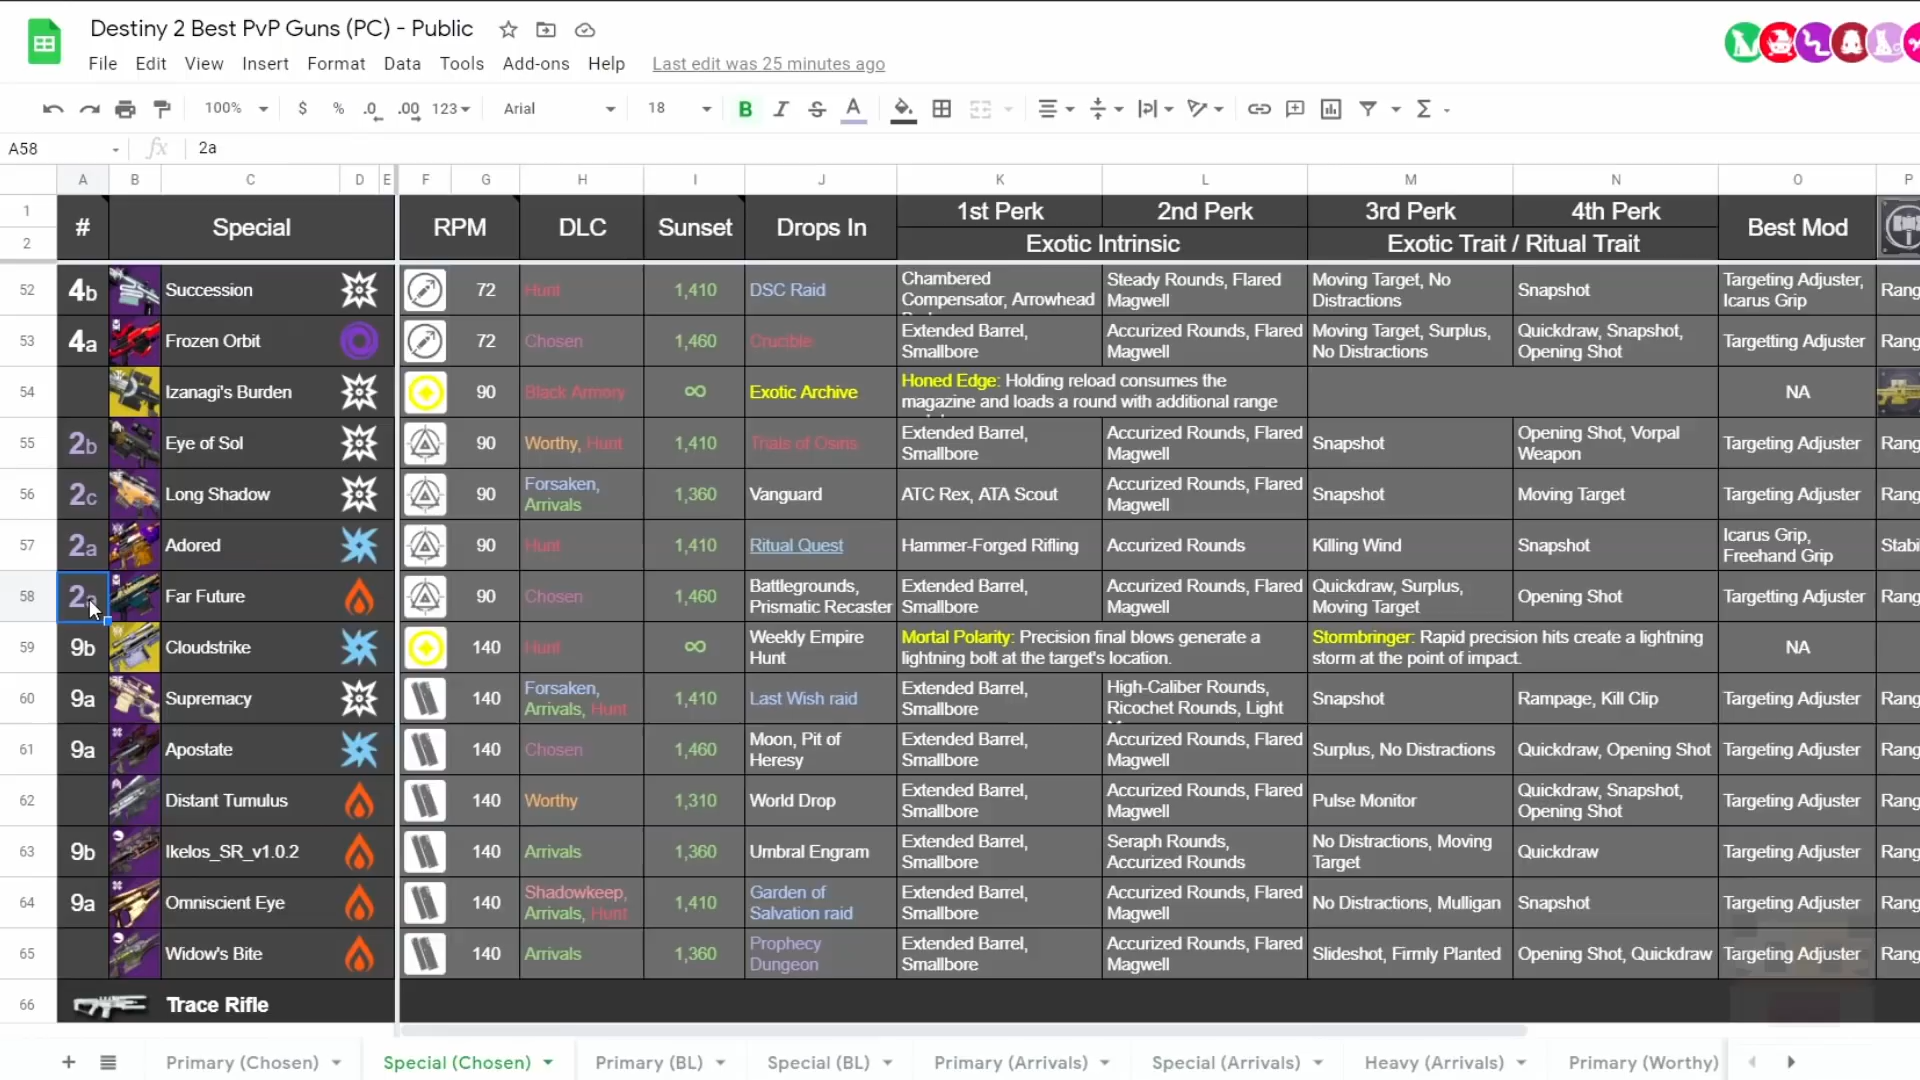 Destiny 2 Best PvP Guns (PC) - Public
File Edit View Insert Format Data Tools Add-ons Help Last edit was 25 minutes ago
100% $ % .0 .00 123 Arial 18 B I S A Σ
A58 fx 2a
A B C D E F G H I J K L M N O P
1 2 # Special RPM DLC Sunset Drops In 1st Perk 2nd Perk 3rd Perk 4th Perk Best Mod
Exotic Intrinsic Exotic Trait / Ritual Trait
52 4b Succession 72 Hunt 1,410 DSC Raid Chambered Compensator, Arrowhead Steady Rounds, Flared Magwell Moving Target, No Distractions Snapshot Targeting Adjuster, Icarus Grip Rang
53 4a Frozen Orbit 72 Chosen 1,460 Crucible Extended Barrel, Smallbore Accurized Rounds, Flared Magwell Moving Target, Surplus, No Distractions Quickdraw, Snapshot, Opening Shot Targetting Adjuster Rang
54 Izanagi's Burden 90 Black Armory ∞ Exotic Archive Honed Edge: Holding reload consumes the magazine and loads a round with additional range NA
55 2b Eye of Sol 90 Worthy, Hunt 1,410 Trials of Osiris Extended Barrel, Smallbore Accurized Rounds, Flared Magwell Snapshot Opening Shot, Vorpal Weapon Targeting Adjuster Rang
56 2c Long Shadow 90 Forsaken, Arrivals 1,360 Vanguard ATC Rex, ATA Scout Accurized Rounds, Flared Magwell Snapshot Moving Target Targeting Adjuster Rang
57 2a Adored 90 Hunt 1,410 Ritual Quest Hammer-Forged Rifling Accurized Rounds Killing Wind Snapshot Icarus Grip, Freehand Grip Stabi
58 2a Far Future 90 Chosen 1,460 Battlegrounds, Prismatic Recaster Extended Barrel, Smallbore Accurized Rounds, Flared Magwell Quickdraw, Surplus, Moving Target Opening Shot Targetting Adjuster Rang
59 9b Cloudstrike 140 Hunt ∞ Weekly Empire Hunt Mortal Polarity: Precision final blows generate a lightning bolt at the target's location. Stormbringer: Rapid precision hits create a lightning storm at the point of impact. NA
60 9a Supremacy 140 Forsaken, Arrivals, Hunt 1,410 Last Wish raid Extended Barrel, Smallbore High-Caliber Rounds, Ricochet Rounds, Light Snapshot Rampage, Kill Clip Targeting Adjuster Rang
61 9a Apostate 140 Chosen 1,460 Moon, Pit of Heresy Extended Barrel, Smallbore Accurized Rounds, Flared Magwell Surplus, No Distractions Quickdraw, Opening Shot Targeting Adjuster Rang
62 Distant Tumulus 140 Worthy 1,310 World Drop Extended Barrel, Smallbore Accurized Rounds, Flared Magwell Pulse Monitor Quickdraw, Snapshot, Opening Shot Targeting Adjuster Rang
63 9b Ikelos_SR_v1.0.2 140 Arrivals 1,360 Umbral Engram Extended Barrel, Smallbore Seraph Rounds, Accurized Rounds No Distractions, Moving Target Quickdraw Targeting Adjuster Rang
64 9a Omniscient Eye 140 Shadowkeep, Arrivals, Hunt 1,410 Garden of Salvation raid Extended Barrel, Smallbore Accurized Rounds, Flared Magwell No Distractions, Mulligan Snapshot Targeting Adjuster Rang
65 Widow's Bite 140 Arrivals 1,360 Prophecy Dungeon Extended Barrel, Smallbore Accurized Rounds, Flared Magwell Slideshot, Firmly Planted Opening Shot, Quickdraw Targeting Adjuster Rang
66 Trace Rifle
+ Primary (Chosen) Special (Chosen) Primary (BL) Special (BL) Primary (Arrivals) Special (Arrivals) Heavy (Arrivals) Primary (Worthy)